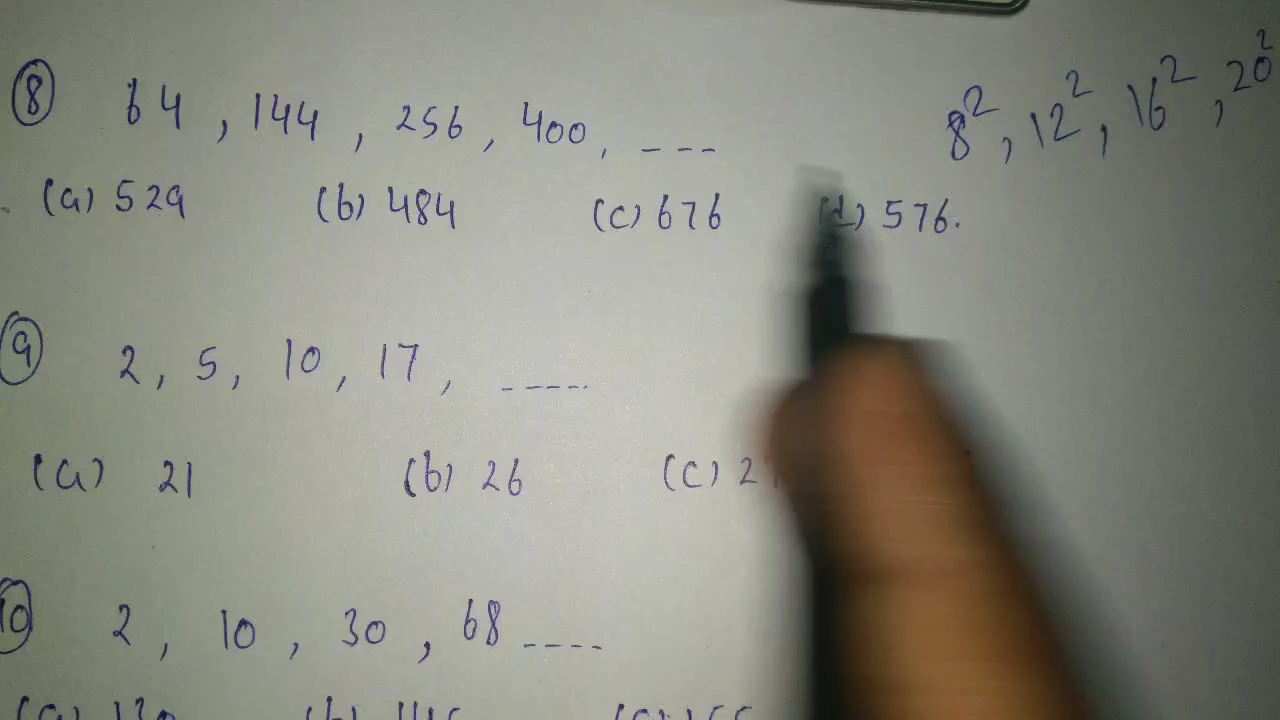 ⑧ 64, 144, 256, 400, --- 8², 12², 16², 20²
(a) 529 (b) 484 (c) 676 (d) 576.
⑨ 2, 5, 10, 17, -----
(a) 21 (b) 26 (c)
⑩ 2, 10, 30, 68 ----
(a) 130 (b) (c)